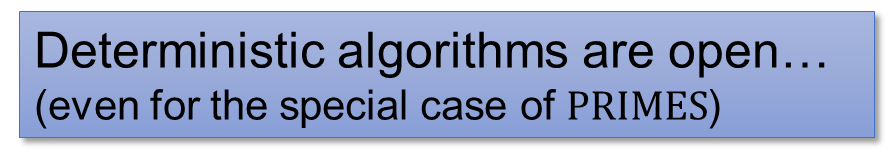 Deterministic algorithms are open…
(even for the special case of PRIMES)